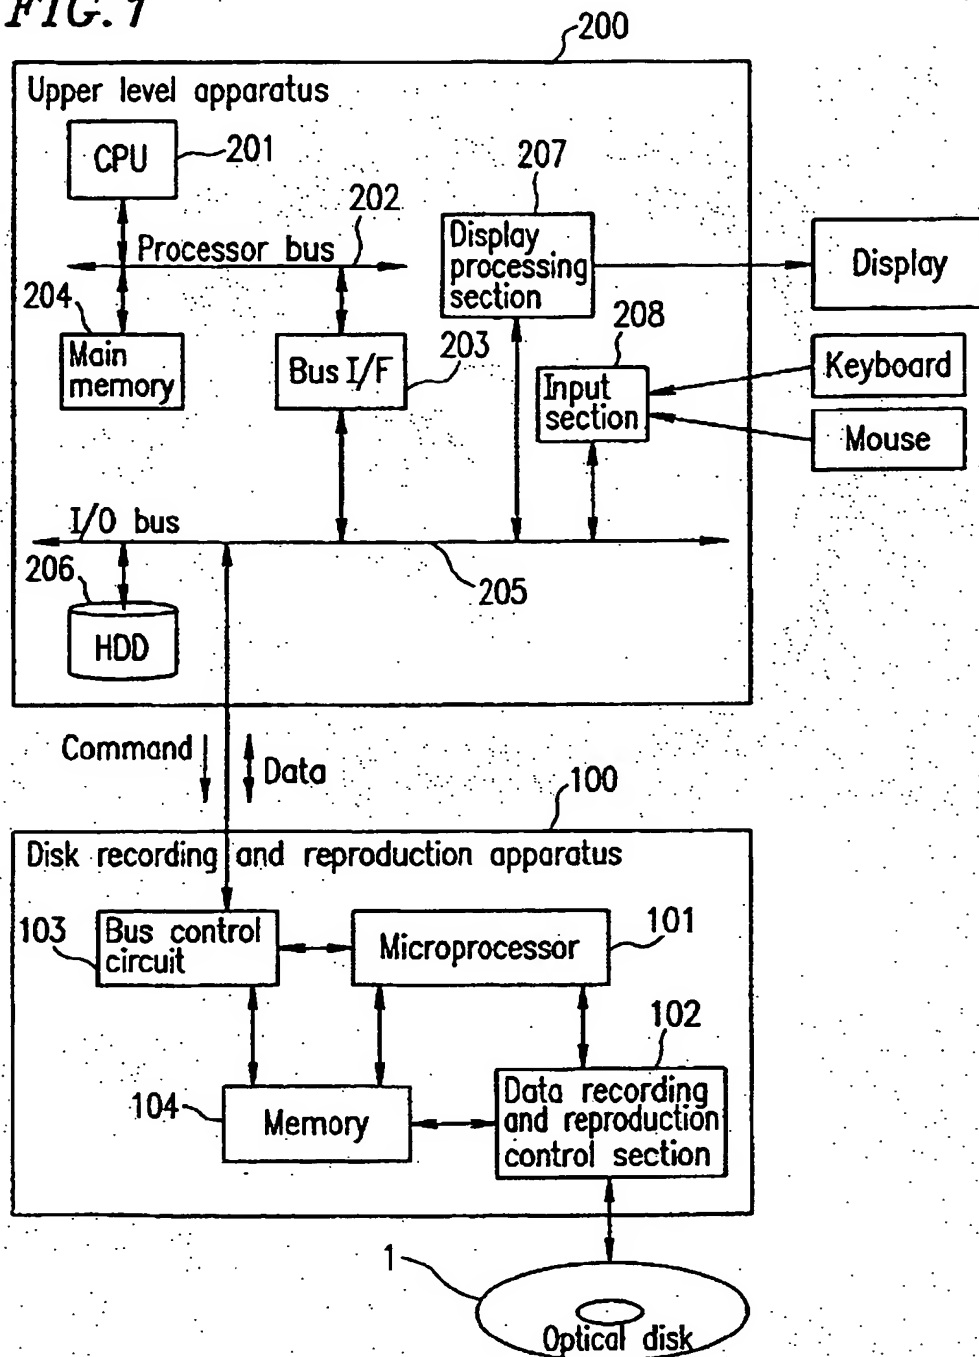 FIG. 1
200
Upper level apparatus
CPU
201
207
202
Processor bus
Display
processing
section
Display
204
208
Main
memory
Bus I/F
203
Input
section
Keyboard
Mouse
I/O bus
206
205
HDD
Command
Data
100
Disk recording and reproduction apparatus
103
Bus control
circuit
Microprocessor
101
102
104
Memory
Data recording
and reproduction
control section
1
Optical disk